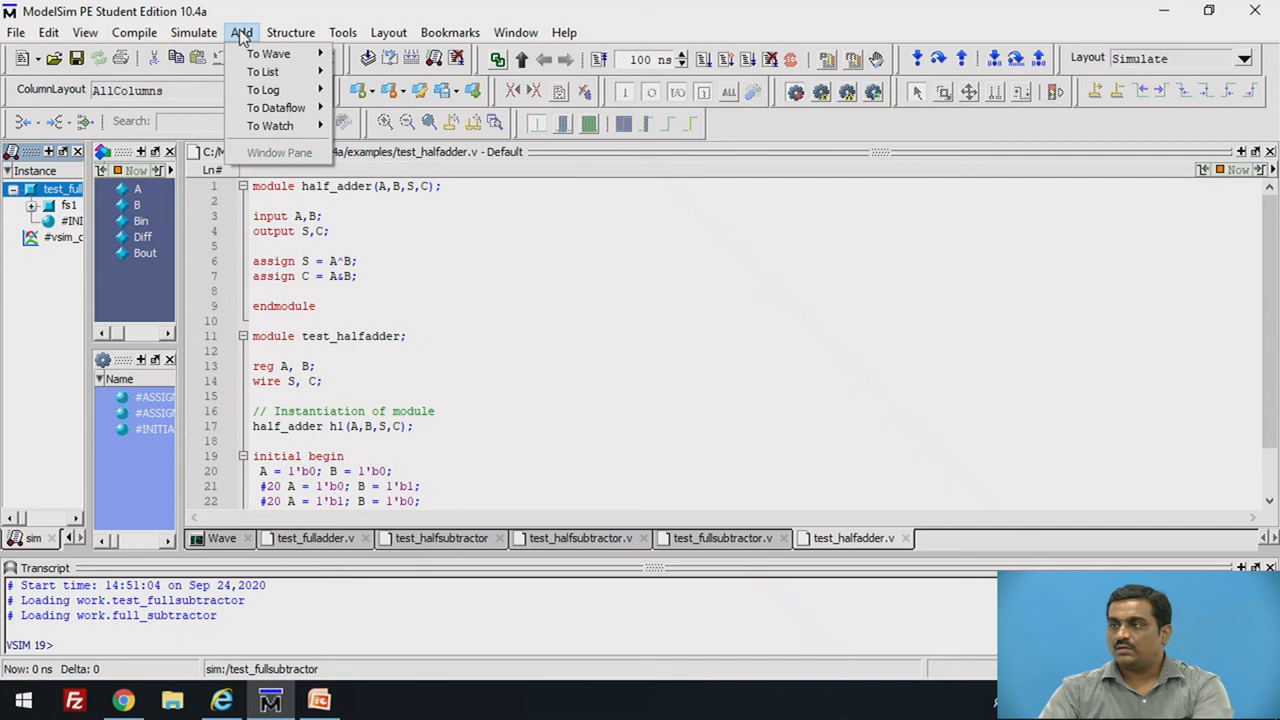 ModelSim PE Student Edition 10.4a
File Edit View Compile Simulate Add Structure Tools Layout Bookmarks Window Help
To Wave
To List
To Log
To Dataflow
To Watch
Window Pane
100 ns
Layout Simulate
ColumnLayout AllColumns
ALL
Search:
Now
C:/M
4a/examples/test_halfadder.v - Default
Now
Instance
Ln#
test_full
fs1
#INI
#vsim_c
A
B
Bin
Diff
Bout
Name
#ASSIG
#ASSIG
#INITIA
1 module half_adder(A,B,S,C);
2
3 input A,B;
4 output S,C;
5
6 assign S = A^B;
7 assign C = A&B;
8
9 endmodule
10
11 module test_halfadder;
12
13 reg A, B;
14 wire S, C;
15
16 // Instantiation of module
17 half_adder h1(A,B,S,C);
18
19 initial begin
20 A = 1'b0; B = 1'b0;
21 #20 A = 1'b0; B = 1'b1;
22 #20 A = 1'b1; B = 1'b0;
sim
Wave
test_fulladder.v
test_halfsubtractor
test_halfsubtractor.v
test_fullsubtractor.v
test_halfadder.v
Transcript
# Start time: 14:51:04 on Sep 24,2020
# Loading work.test_fullsubtractor
# Loading work.full_subtractor
VSIM 19>
Now: 0 ns Delta: 0
sim:/test_fullsubtractor